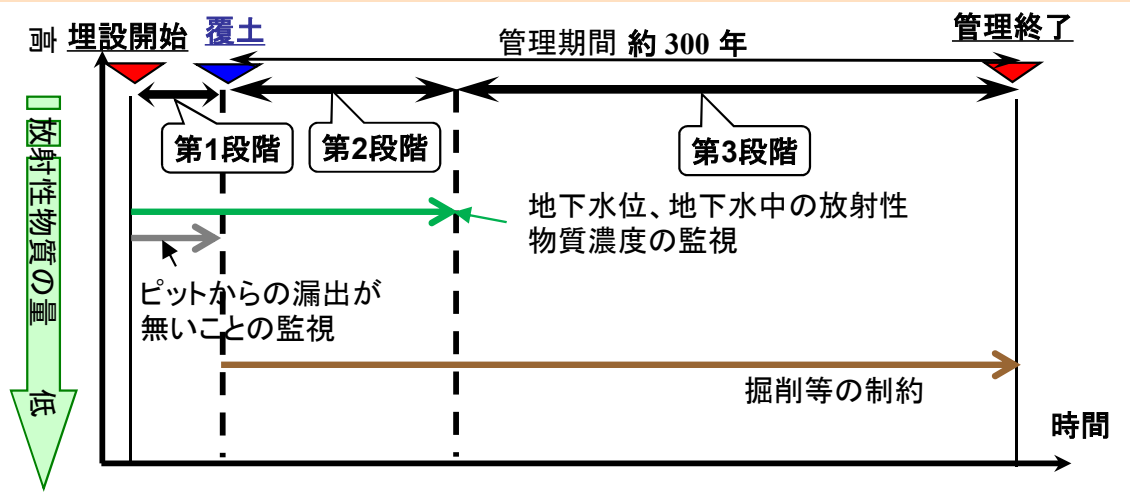 高
埋設開始
覆土
管理期間 約 300 年
管理終了
第1段階
第2段階
第3段階
放射性物質の量
地下水位、地下水中の放射性
物質濃度の監視
ピットからの漏出が
無いことの監視
掘削等の制約
低
時間